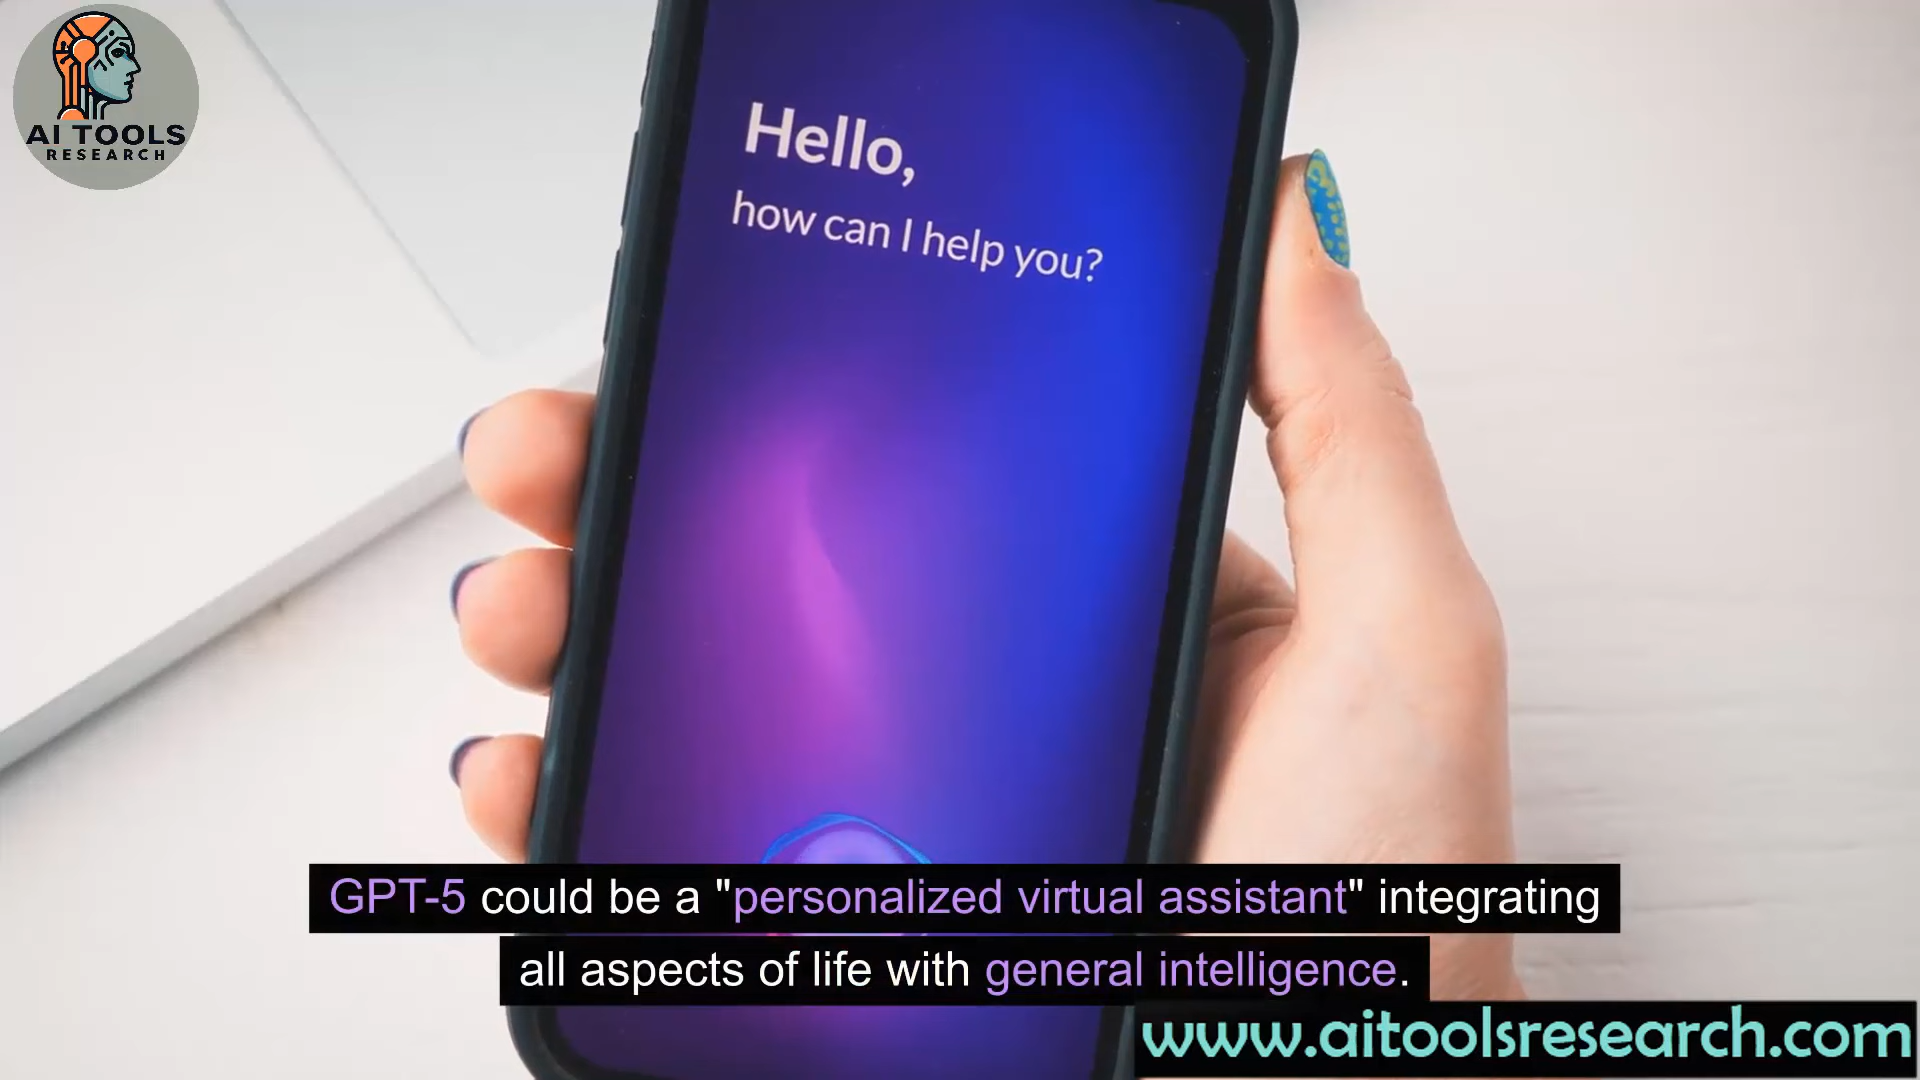 AI TOOLS
RESEARCH
Hello,
how can I help you?
GPT-5 could be a "personalized virtual assistant" integrating
all aspects of life with general intelligence.
www.aitoolsresearch.com